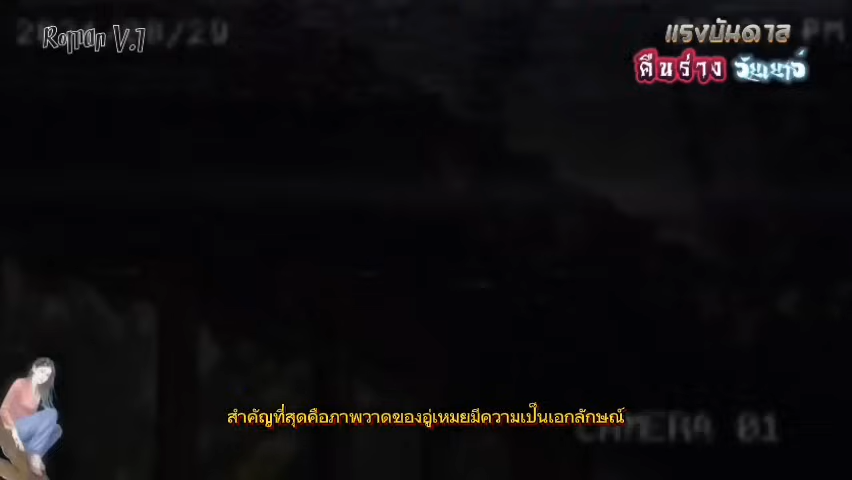 Roman V.1
แรงบันดาล
PM
คืนร่าง
สำคัญที่สุดคือภาพวาดของอู่เหมยมีความเป็นเอกลักษณ์
CAMERA 01